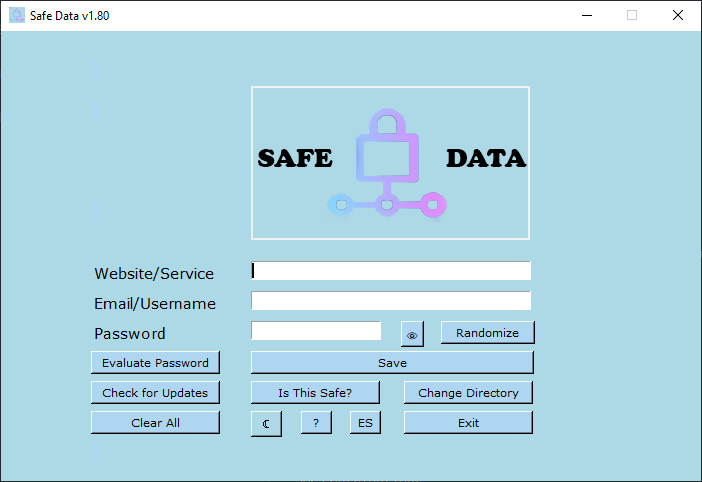 Safe Data v1.80
SAFE DATA
Website/Service
Email/Username
Password
Randomize
Evaluate Password
Save
Check for Updates
Is This Safe?
Change Directory
Clear All
☾
?
ES
Exit